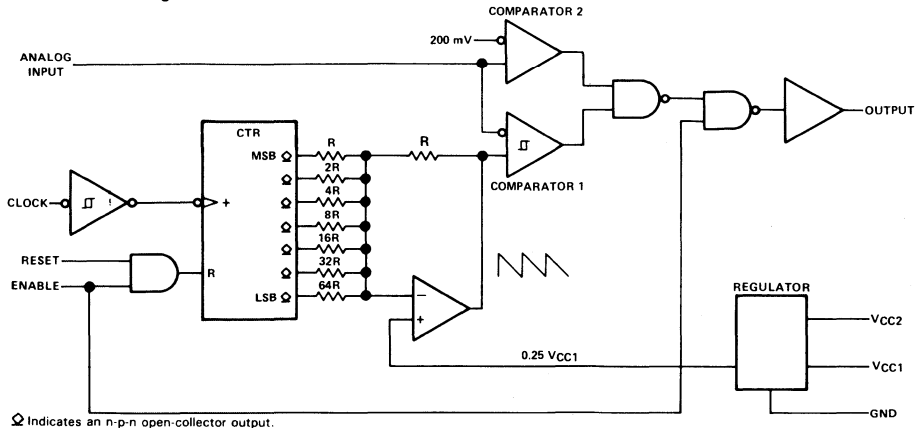 COMPARATOR 2
200 mV
ANALOG
INPUT
OUTPUT
CTR
MSB
R
R
2R
4R
8R
16R
32R
64R
LSB
COMPARATOR 1
CLOCK
+
RESET
R
ENABLE
−
+
REGULATOR
VCC2
0.25 VCC1
VCC1
GND
Indicates an n-p-n open-collector output.